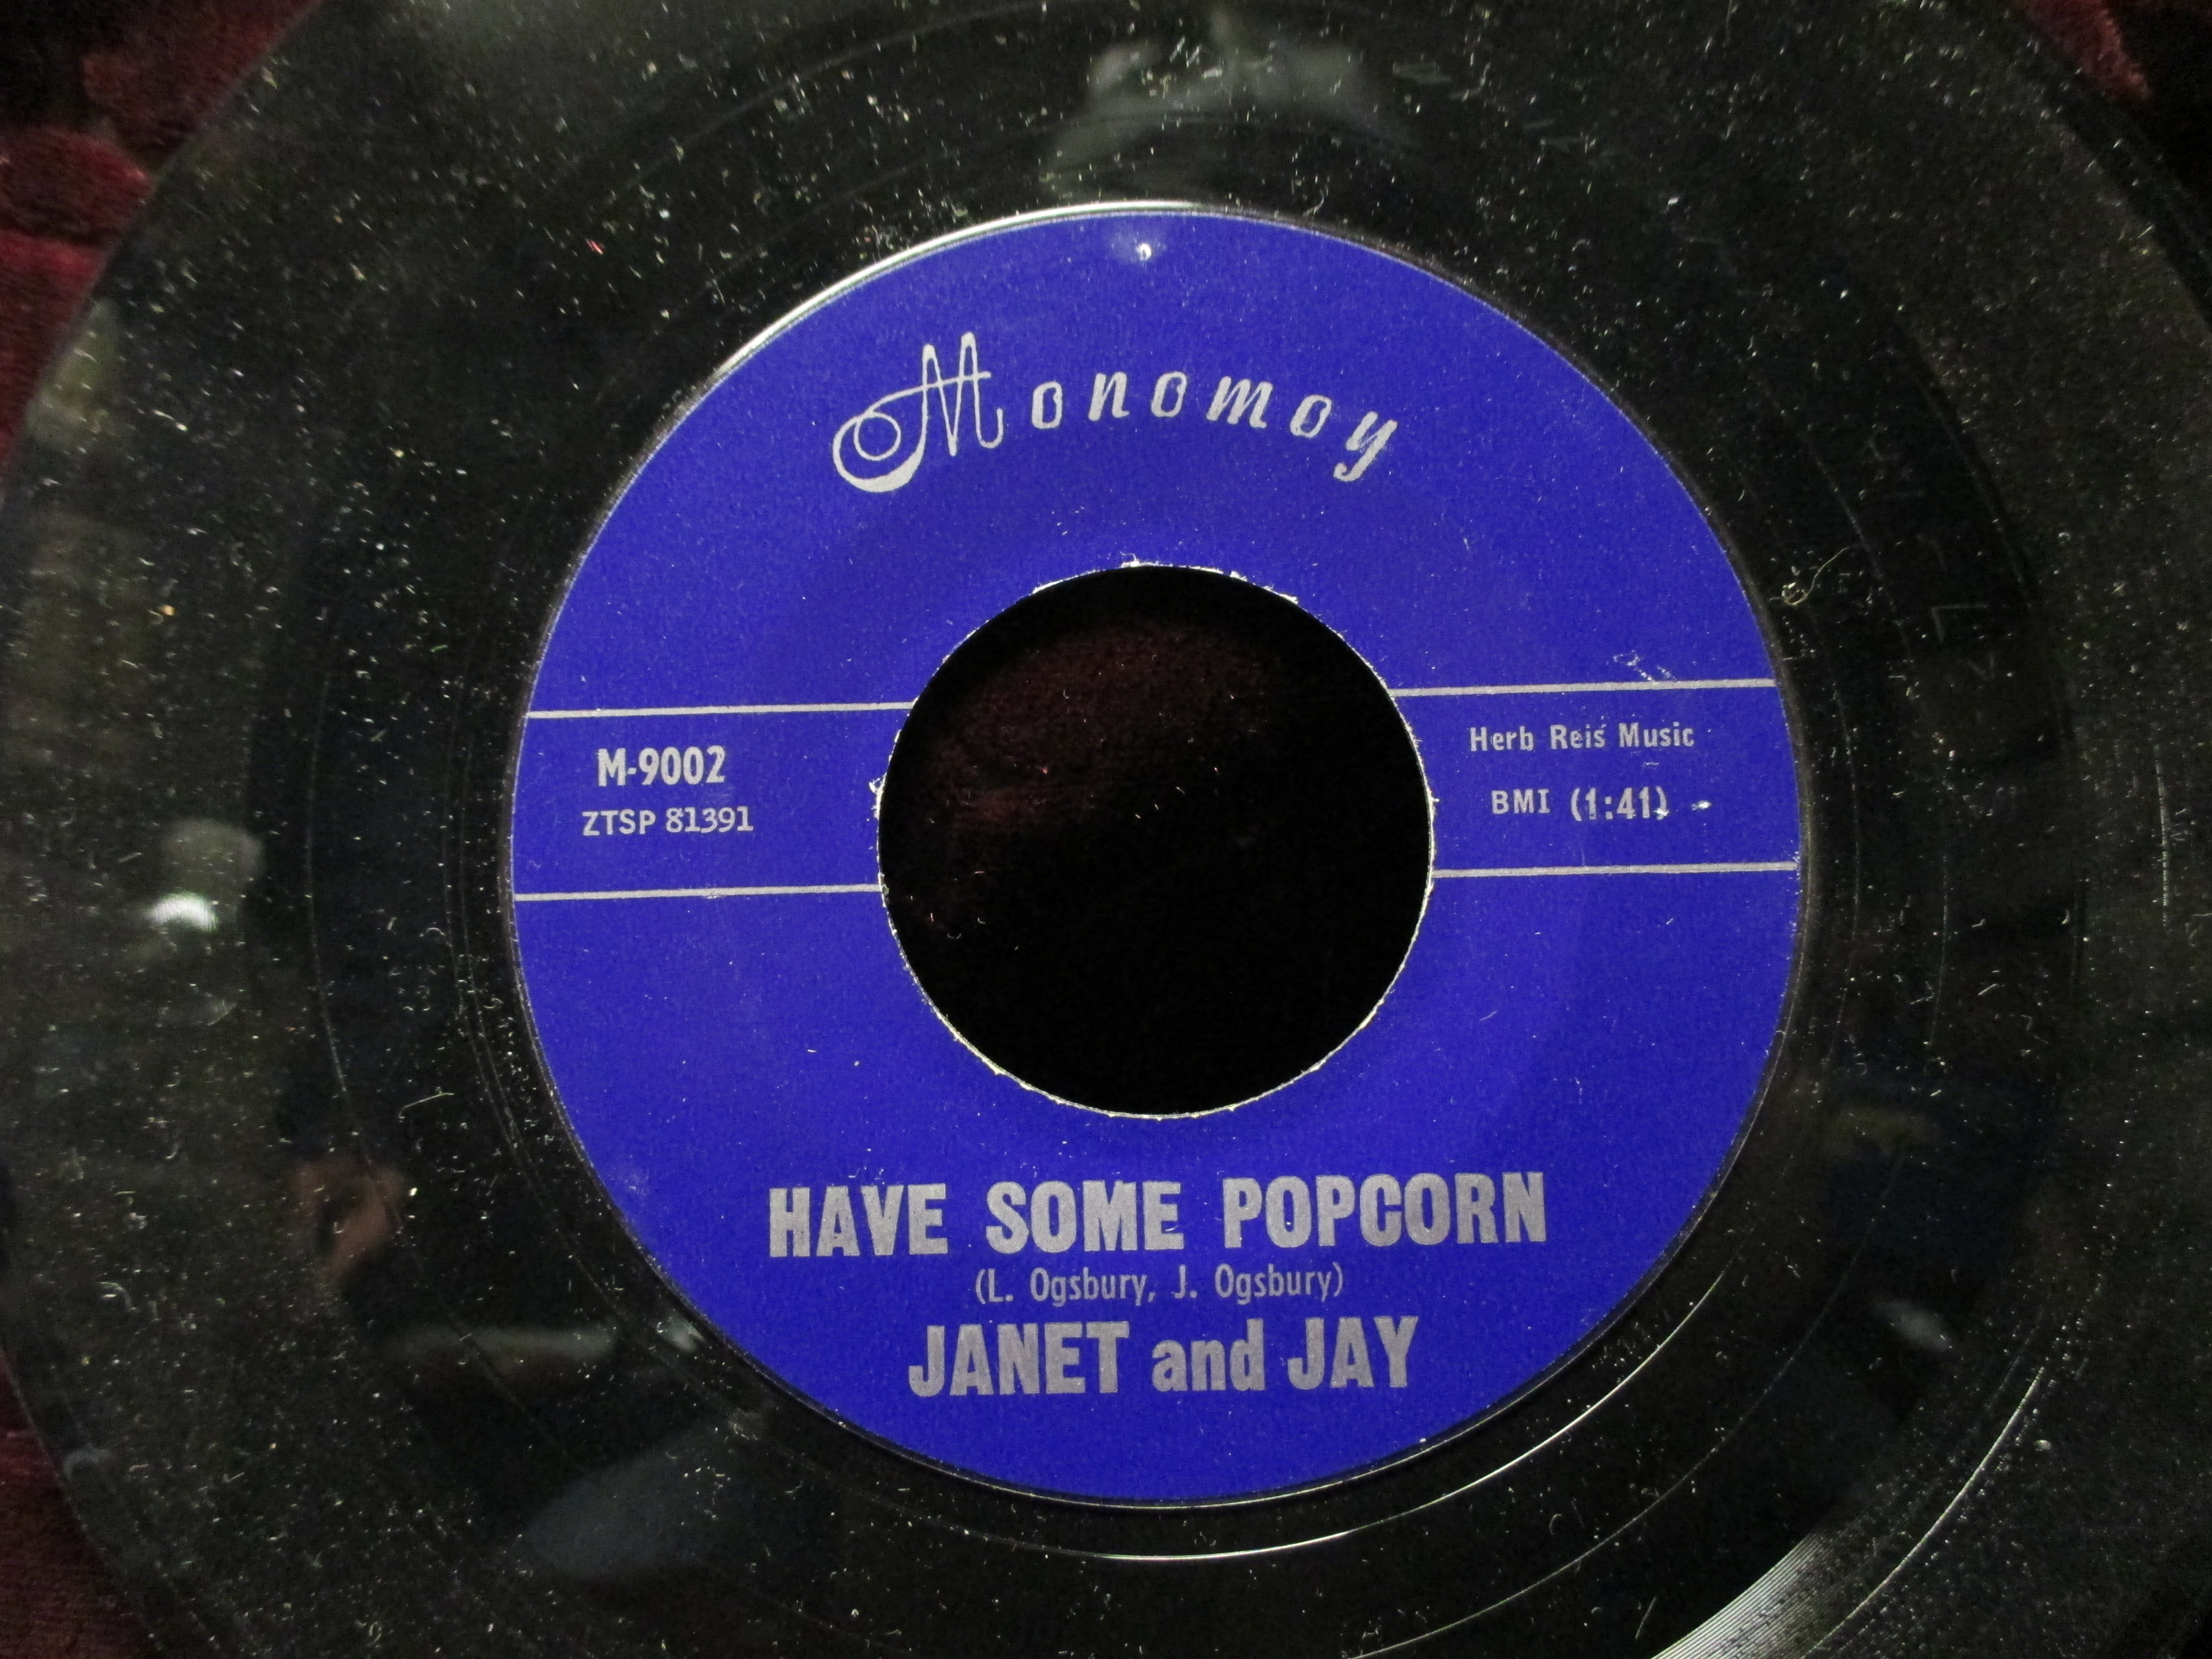 Monomoy
M-9002
ZTSP 81391
Herb Reis Music
BMI (1:41)
HAVE SOME POPCORN
(L. Ogsbury, J. Ogsbury)
JANET and JAY